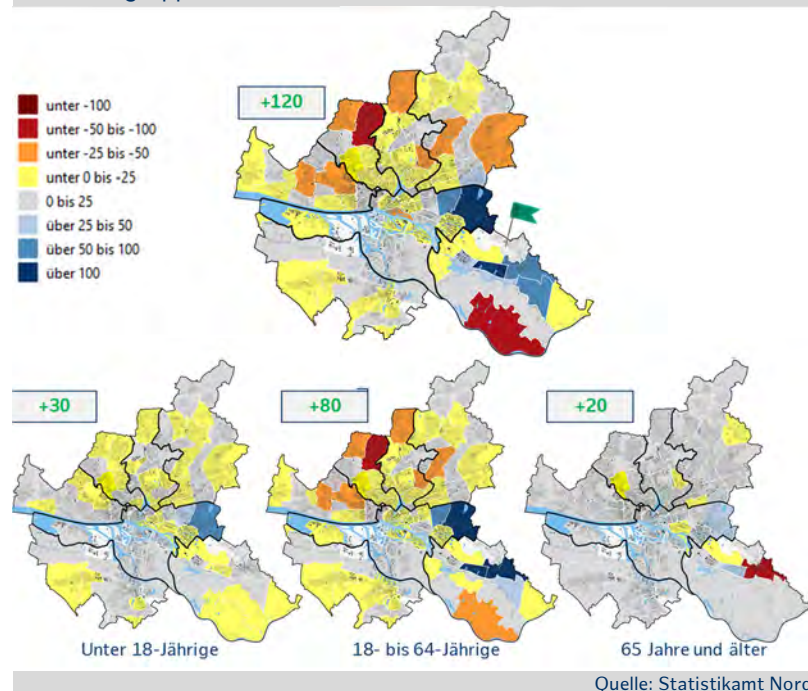 +120
unter -100
unter -50 bis -100
unter -25 bis -50
unter 0 bis -25
0 bis 25
über 25 bis 50
über 50 bis 100
über 100
+30
+80
+20
Unter 18-Jährige
18- bis 64-Jährige
65 Jahre und älter
Quelle: Statistikamt Nord